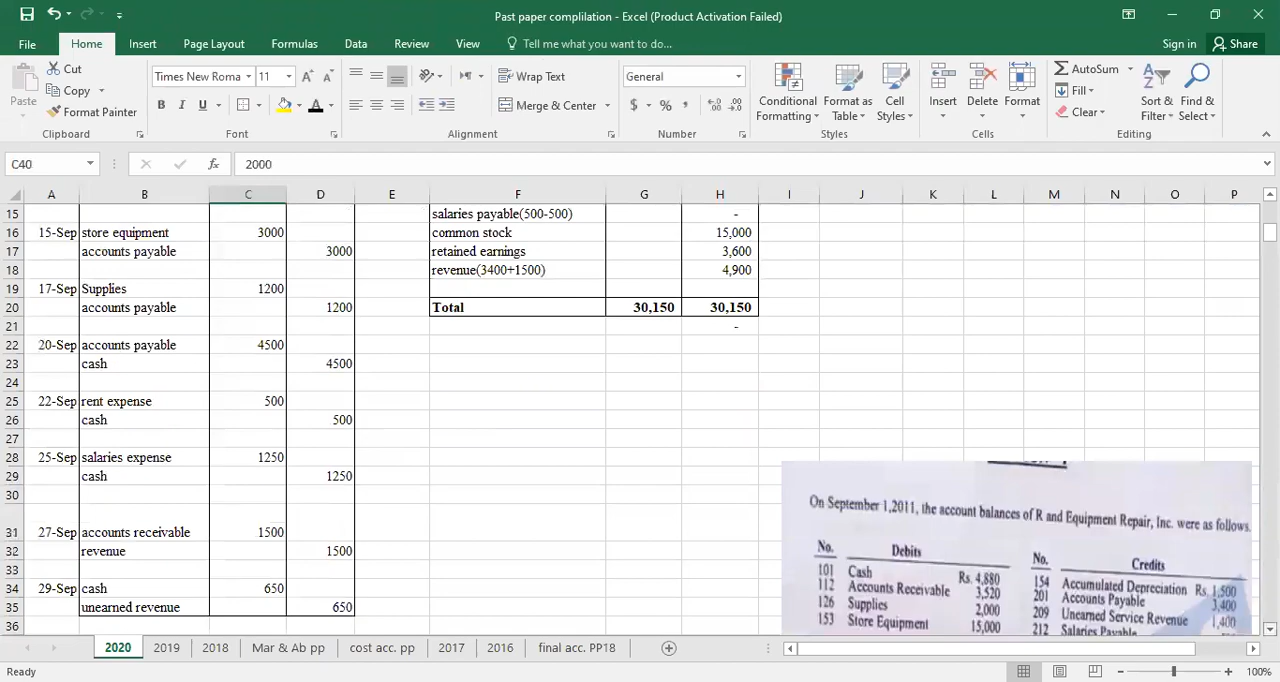 Past paper complilation - Excel (Product Activation Failed)
File Home Insert Page Layout Formulas Data Review View Tell me what you want to do... Sign in Share
Paste Cut Copy Format Painter Clipboard
Times New Roma 11 A A B I U A Font
Wrap Text Merge & Center Alignment
General $ % , Number
Conditional Formatting Format as Table Cell Styles Styles
Insert Delete Format Cells
AutoSum Fill Clear Sort & Filter Find & Select Editing
C40 fx 2000
A B C D E F G H I J K L M N O P
15 salaries payable(500-500) -
16 15-Sep store equipment 3000 common stock 15,000
17 accounts payable 3000 retained earnings 3,600
18 revenue(3400+1500) 4,900
19 17-Sep Supplies 1200
20 accounts payable 1200 Total 30,150 30,150
21 -
22 20-Sep accounts payable 4500
23 cash 4500
24
25 22-Sep rent expense 500
26 cash 500
27
28 25-Sep salaries expense 1250
29 cash 1250
30
31 27-Sep accounts receivable 1500
32 revenue 1500
33
34 29-Sep cash 650
35 unearned revenue 650
36
On September 1,2011, the account balances of R and Equipment Repair, Inc. were as follows.
No. Debits No. Credits
101 Cash Rs. 4,880 154 Accumulated Depreciation Rs. 1,500
112 Accounts Receivable 3,520 201 Accounts Payable 3,400
126 Supplies 2,000 209 Unearned Service Revenue 1,400
153 Store Equipment 15,000 212 Salaries Payable
2020 2019 2018 Mar & Ab pp cost acc. pp 2017 2016 final acc. PP18
Ready 100%